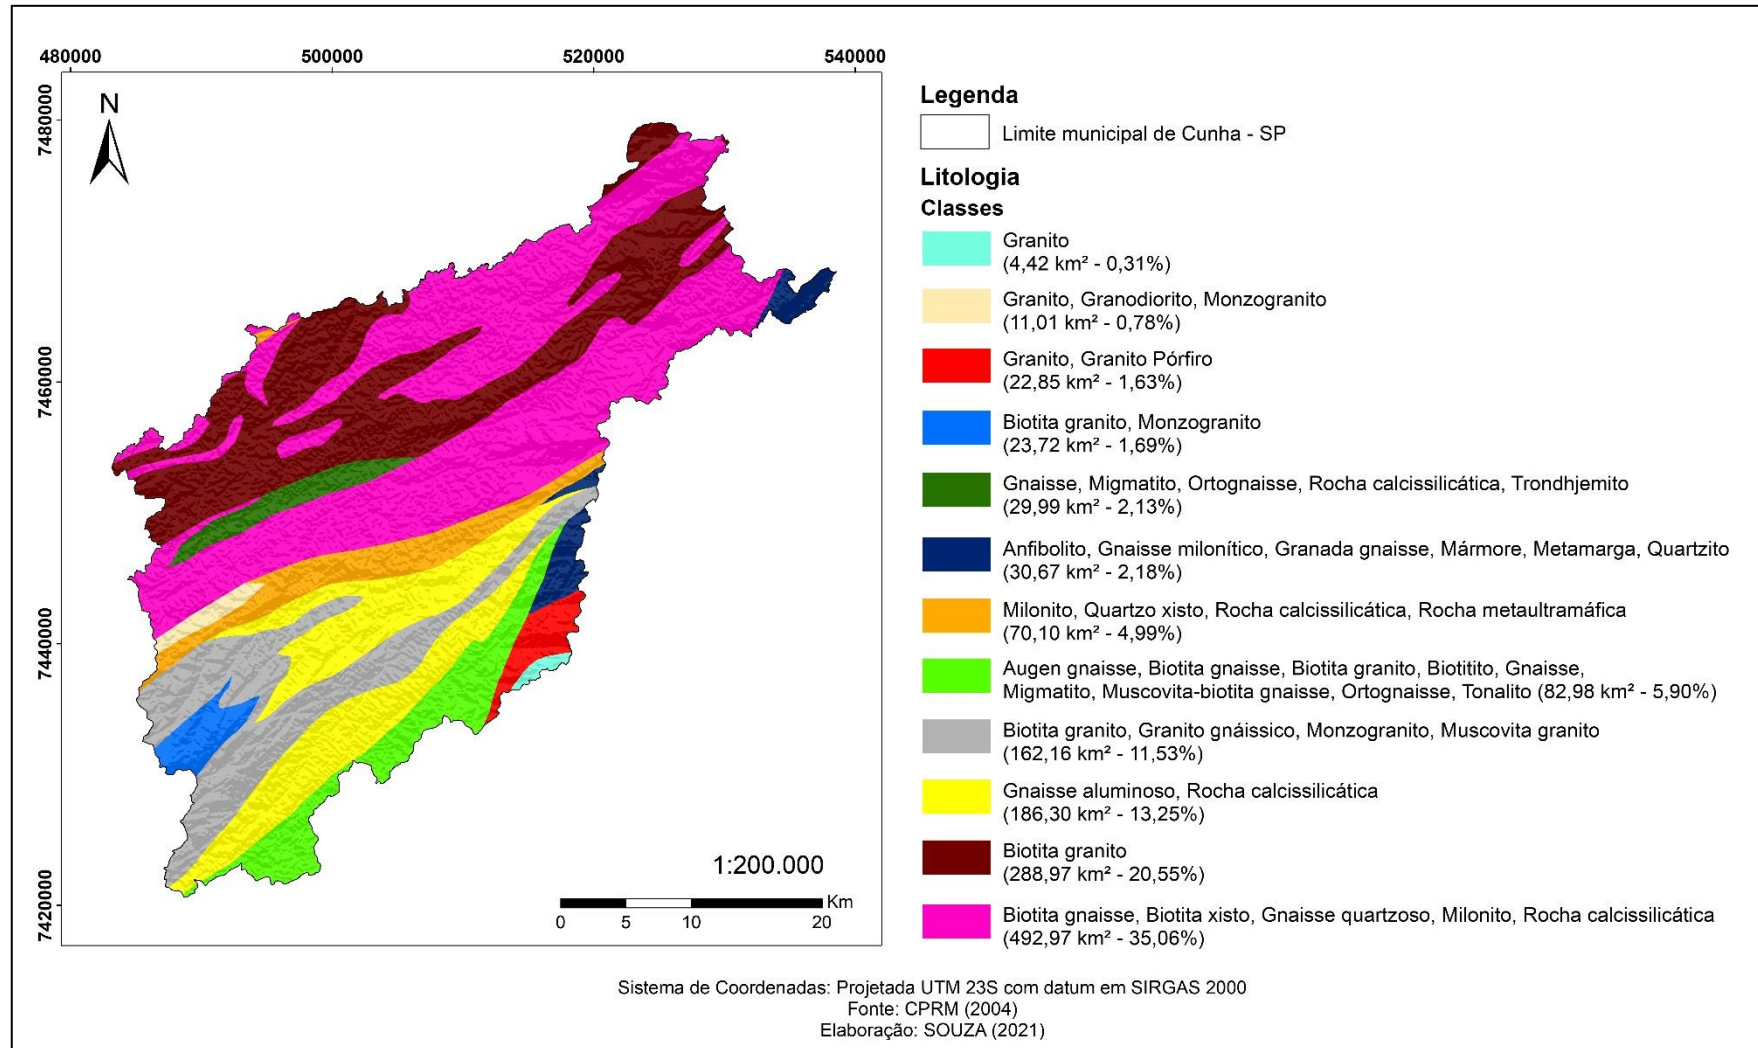 480000
500000
520000
540000
7480000
7460000
7440000
7420000
N
1:200.000
Km
0
5
10
20
Legenda
Limite municipal de Cunha - SP
Litologia
Classes
Granito
(4,42 km² - 0,31%)
Granito, Granodiorito, Monzogranito
(11,01 km² - 0,78%)
Granito, Granito Pórfiro
(22,85 km² - 1,63%)
Biotita granito, Monzogranito
(23,72 km² - 1,69%)
Gnaisse, Migmatito, Ortognaisse, Rocha calcissilicática, Trondhjemito
(29,99 km² - 2,13%)
Anfibolito, Gnaisse milonítico, Granada gnaisse, Mármore, Metamarga, Quartzito
(30,67 km² - 2,18%)
Milonito, Quartzo xisto, Rocha calcissilicática, Rocha metaultramáfica
(70,10 km² - 4,99%)
Augen gnaisse, Biotita gnaisse, Biotita granito, Biotitito, Gnaisse,
Migmatito, Muscovita-biotita gnaisse, Ortognaisse, Tonalito (82,98 km² - 5,90%)
Biotita granito, Granito gnáissico, Monzogranito, Muscovita granito
(162,16 km² - 11,53%)
Gnaisse aluminoso, Rocha calcissilicática
(186,30 km² - 13,25%)
Biotita granito
(288,97 km² - 20,55%)
Biotita gnaisse, Biotita xisto, Gnaisse quartzoso, Milonito, Rocha calcissilicática
(492,97 km² - 35,06%)
Sistema de Coordenadas: Projetada UTM 23S com datum em SIRGAS 2000
Fonte: CPRM (2004)
Elaboração: SOUZA (2021)